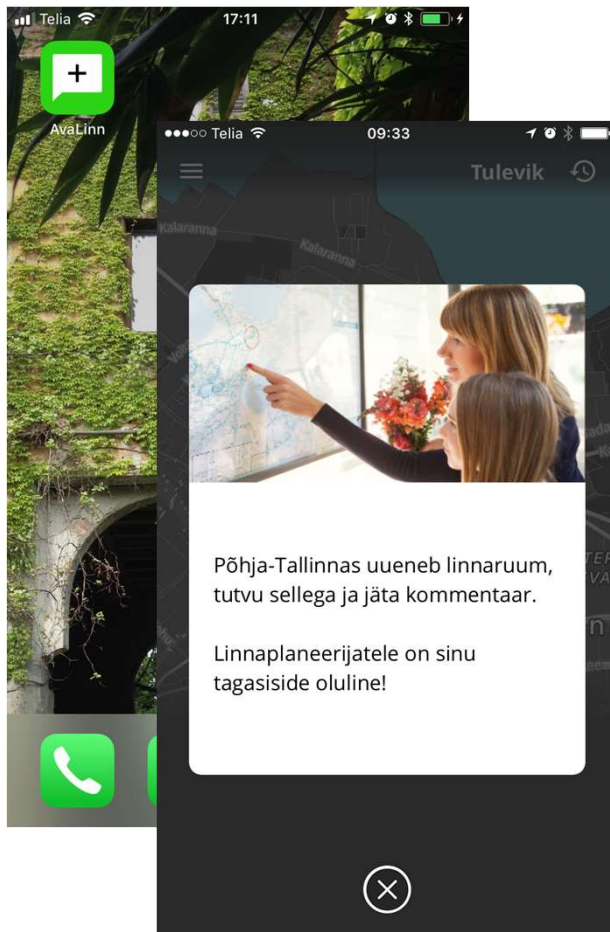 Telia
17:11
AvaLinn
Telia
09:33
Tulevik
Kalaranna
Kalaranna
Põhja-Tallinnas uueneb linnaruum,
tutvu sellega ja jäta kommentaar.
Linnaplaneerijatele on sinu
tagasiside oluline!